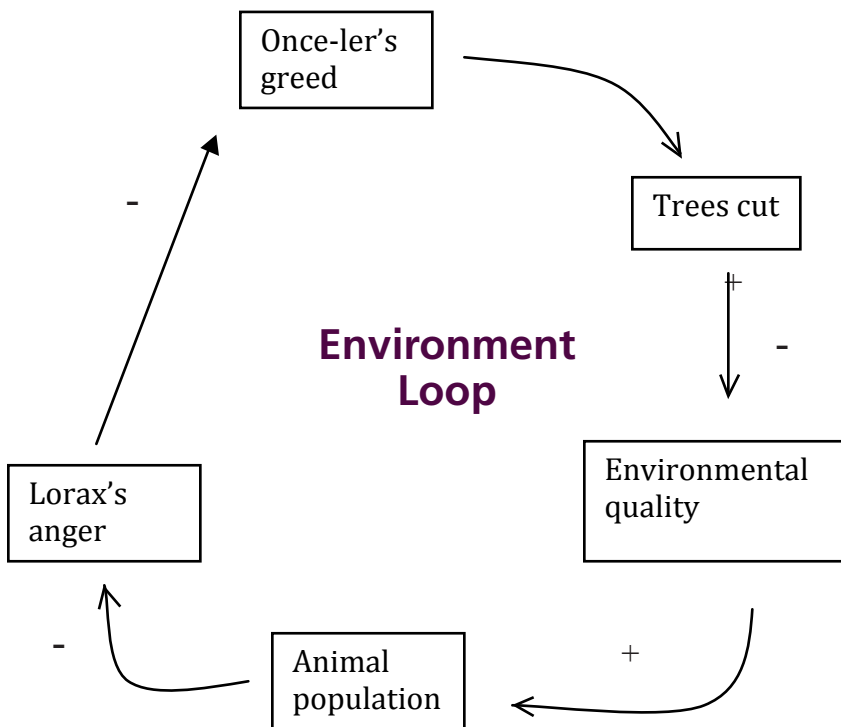 Once-ler’s
greed
Trees cut
+
-
-
Environment
Loop
Environmental
quality
Lorax’s
anger
-
+
Animal
population